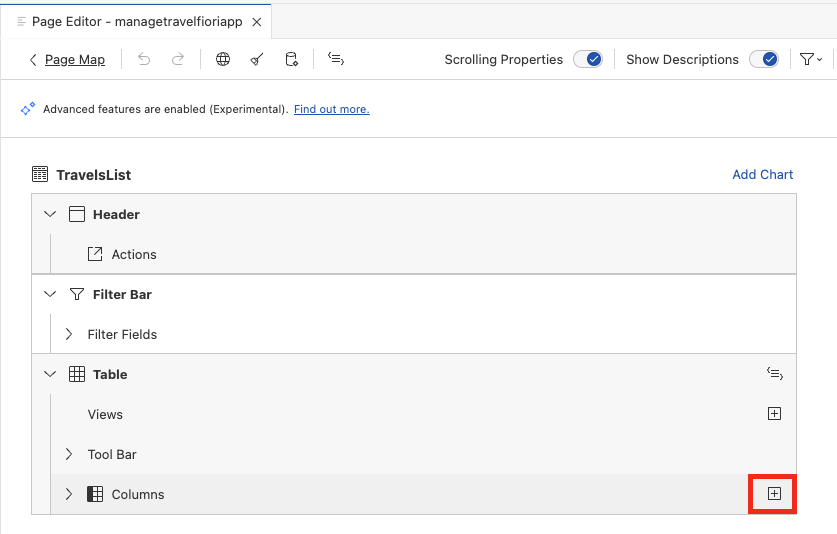 Page Editor - managetravelfioriapp
Page Map
Scrolling Properties
Show Descriptions
Advanced features are enabled (Experimental). Find out more.
TravelsList
Add Chart
Header
Actions
Filter Bar
Filter Fields
Table
Views
Tool Bar
Columns